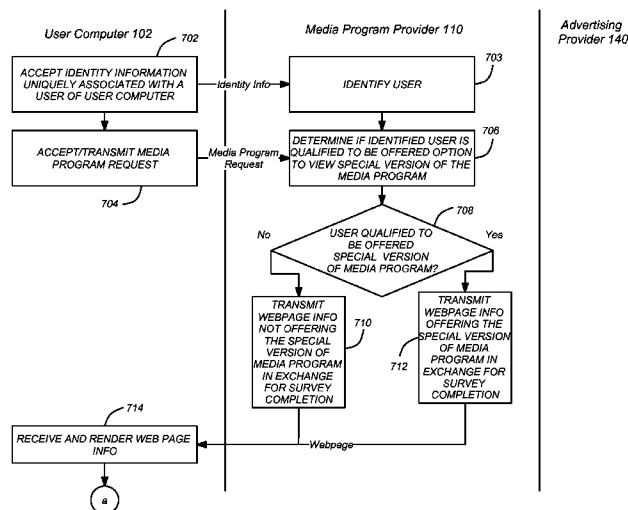 User Computer 102
Media Program Provider 110
Advertising
Provider 140
702
ACCEPT IDENTITY INFORMATION
UNIQUELY ASSOCIATED WITH A
USER OF USER COMPUTER
Identity Info
703
IDENTIFY USER
ACCEPT/TRANSMIT MEDIA
PROGRAM REQUEST
704
Media Program
Request
DETERMINE IF IDENTIFIED USER IS
QUALIFIED TO BE OFFERED OPTION
TO VIEW SPECIAL VERSION OF THE
MEDIA PROGRAM
706
708
No
USER QUALIFIED TO
BE OFFERED
SPECIAL VERSION
OF MEDIA PROGRAM?
Yes
TRANSMIT
WEBPAGE INFO
NOT OFFERING
THE SPECIAL
VERSION OF
MEDIA PROGRAM
IN EXCHANGE
FOR SURVEY
COMPLETION
710
TRANSMIT
WEBPAGE INFO
OFFERING THE
SPECIAL VERSION
OF MEDIA
PROGRAM IN
EXCHANGE FOR
SURVEY
COMPLETION
712
714
RECEIVE AND RENDER WEB PAGE
INFO
Webpage
a